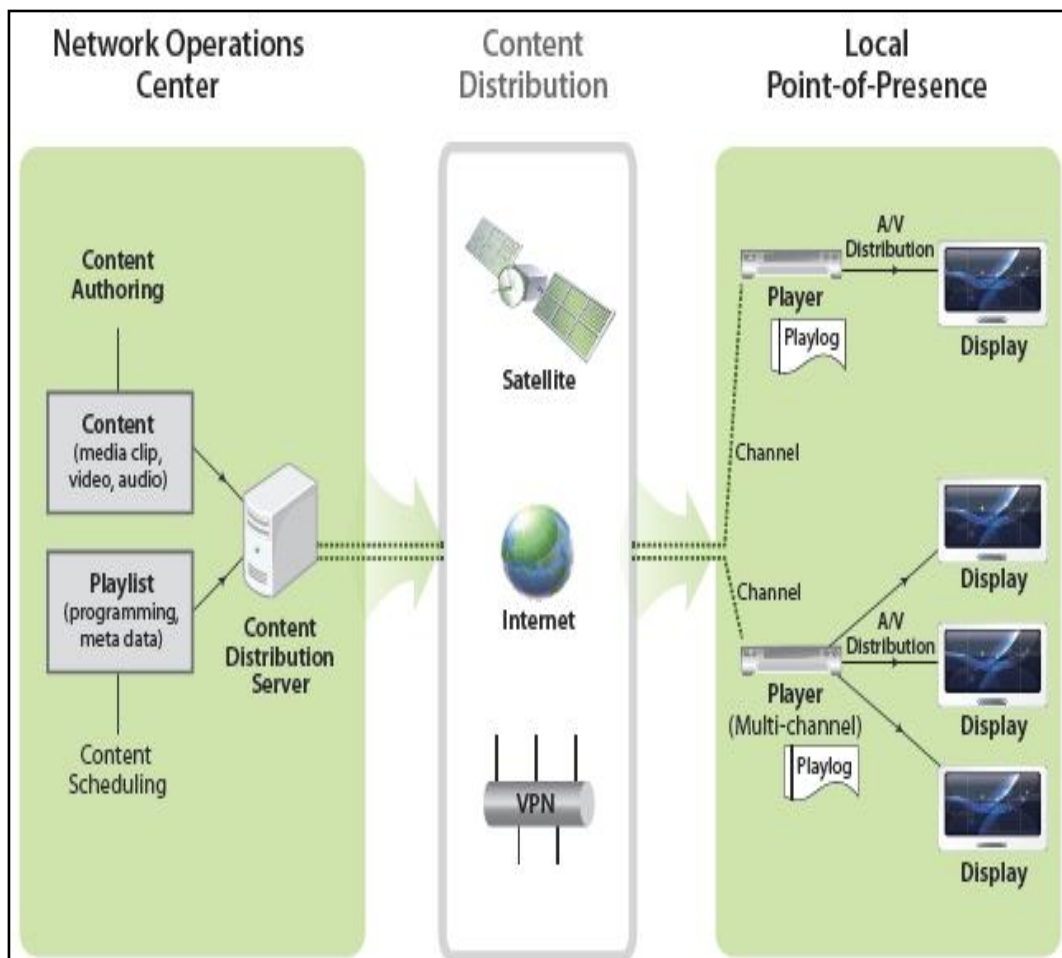 Network Operations
Center
Content
Distribution
Local
Point-of-Presence
Content
Authoring
Content
(media clip,
video, audio)
Playlist
(programming,
meta data)
Content
Scheduling
Content
Distribution
Server
Satellite
Internet
VPN
A/V
Distribution
Player
Playlog
Display
Channel
Channel
Display
A/V
Distribution
Player
(Multi-channel)
Playlog
Display
Display